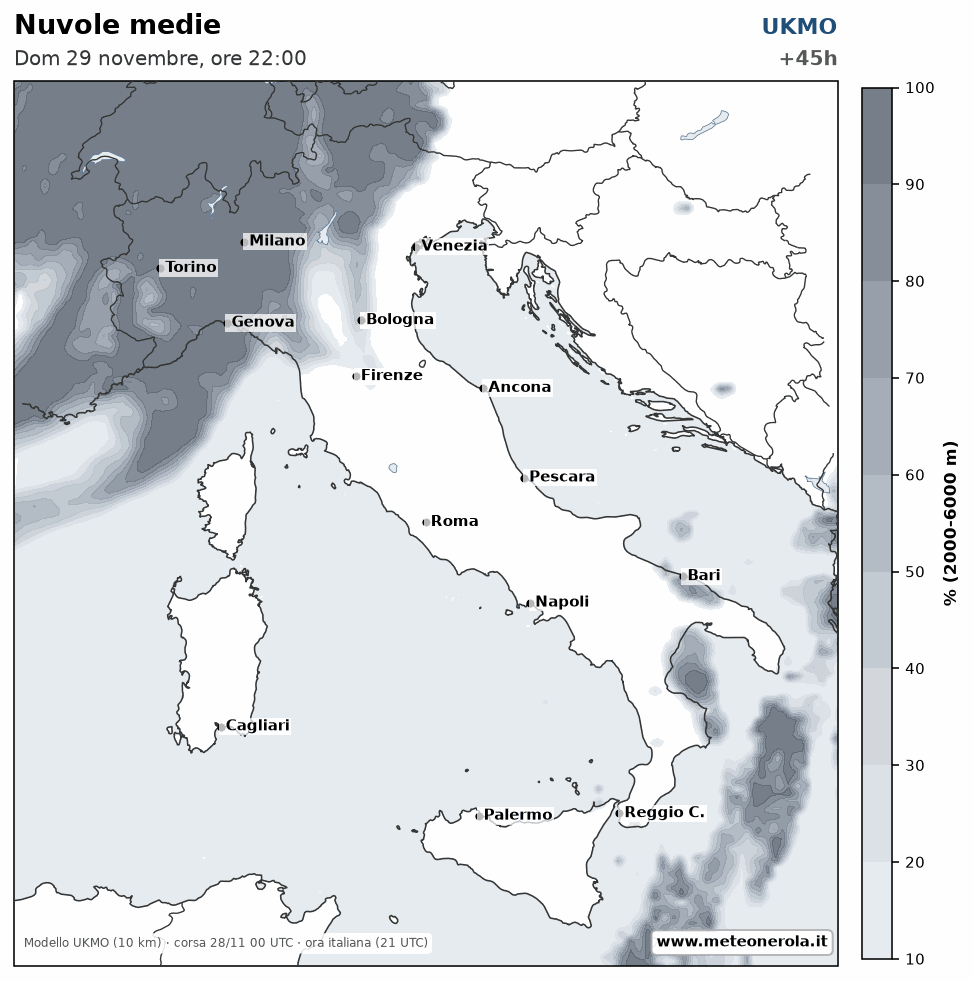 Nuvole medie
UKMO
Dom 29 novembre, ore 22:00
+45h
100
90
80
70
60
50
40
30
20
10
% (2000-6000 m)
Milano
Venezia
Torino
Genova
Bologna
Firenze
Ancona
Pescara
Roma
Bari
Napoli
Cagliari
Palermo
Reggio C.
Modello UKMO (10 km) · corsa 28/11 00 UTC · ora italiana (21 UTC)
www.meteonerola.it